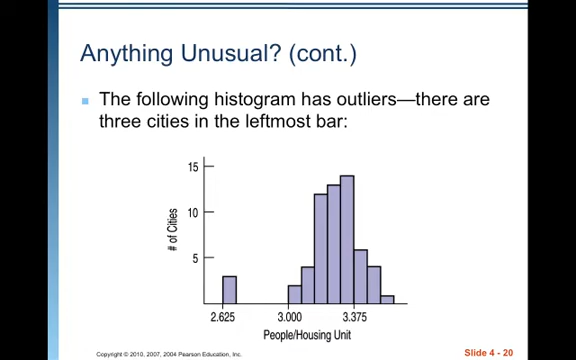 Anything Unusual? (cont.)
The following histogram has outliers—there are
three cities in the leftmost bar:
15
10
5
# of Cities
2.625 3.000 3.375
People/Housing Unit
Copyright © 2010, 2007, 2004 Pearson Education, Inc.
Slide 4 - 20